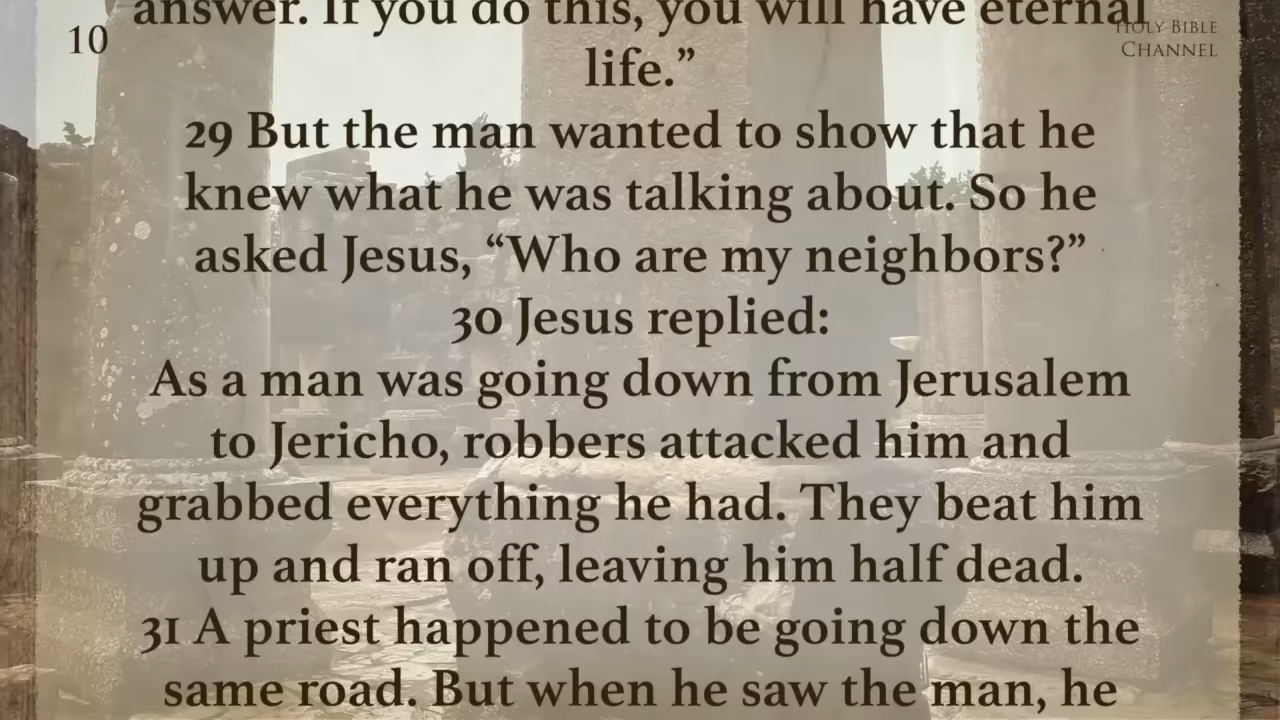 answer. If you do this, you will have eternal
10
HOLY BIBLE
CHANNEL
life.”
29 But the man wanted to show that he
knew what he was talking about. So he
asked Jesus, “Who are my neighbors?”
30 Jesus replied:
As a man was going down from Jerusalem
to Jericho, robbers attacked him and
grabbed everything he had. They beat him
up and ran off, leaving him half dead.
31 A priest happened to be going down the
same road. But when he saw the man, he